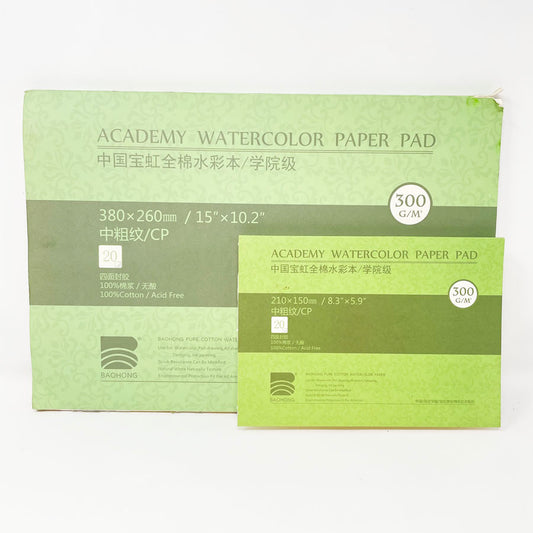 ACADEMY WATERCOLOR PAPER PAD
中国宝虹全棉水彩本/学院级
300
G/M²
380×260mm / 15"×10.2"
中粗纹/CP
20
四面封胶
100%棉浆/无酸
100%Cotton / Acid Free
BAOHONG
BAOHONG PURE COTTON WATER
ACADEMY WATERCOLOR PAPER PAD
中国宝虹全棉水彩本/学院级
300
G/M²
210×150mm / 8.3"×5.9"
中粗纹/CP
20
四面封胶
100%棉浆/无酸
100%Cotton / Acid Free
BAOHONG
BAOHONG PURE COTTON WATERCOLOR PAPER